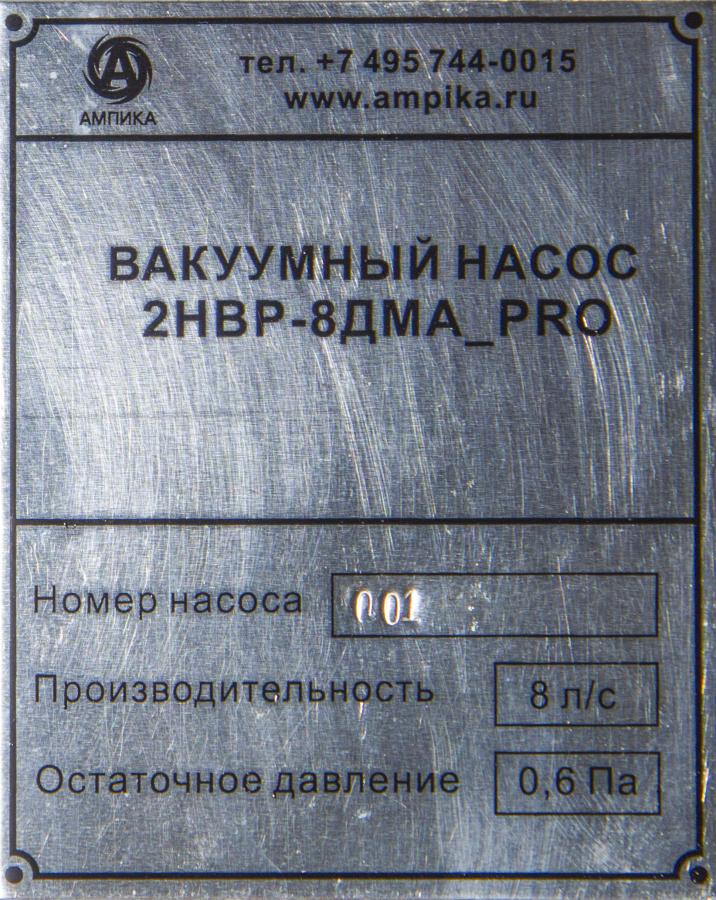 тел. +7 495 744-0015
АМПИКА
www.ampika.ru
ВАКУУМНЫЙ НАСОС
2НВР-8ДМА_PRO
Номер насоса 001
Производительность 8 л/с
Остаточное давление 0,6 Па